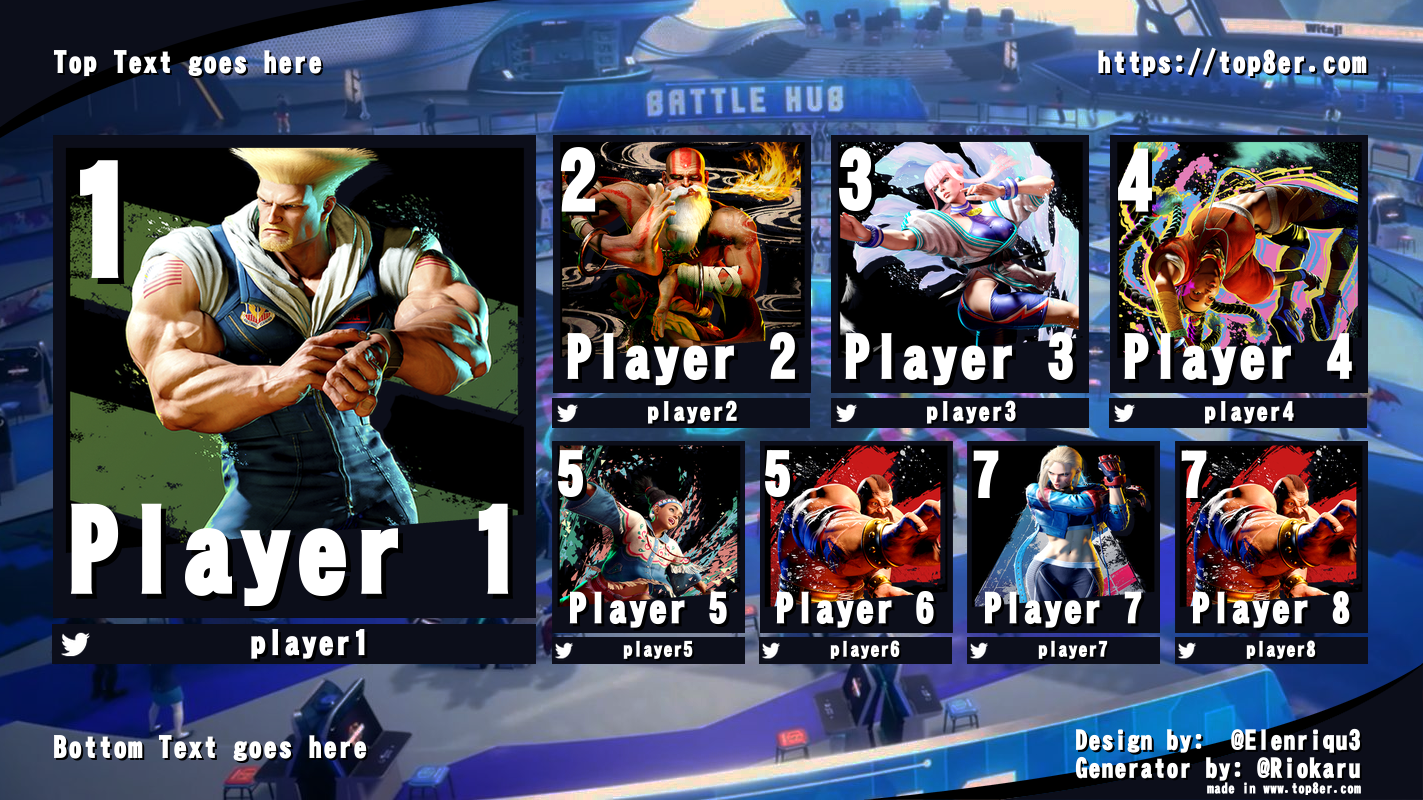 Top Text goes here
https://top8er.com
Witaj!
BATTLE HUB
1
Player 1
player1
2
Player 2
player2
3
Player 3
player3
4
Player 4
player4
5
Player 5
player5
5
Player 6
player6
7
Player 7
player7
7
Player 8
player8
Bottom Text goes here
Design by: @Elenriqu3
Generator by: @Riokaru
made in www.top8er.com